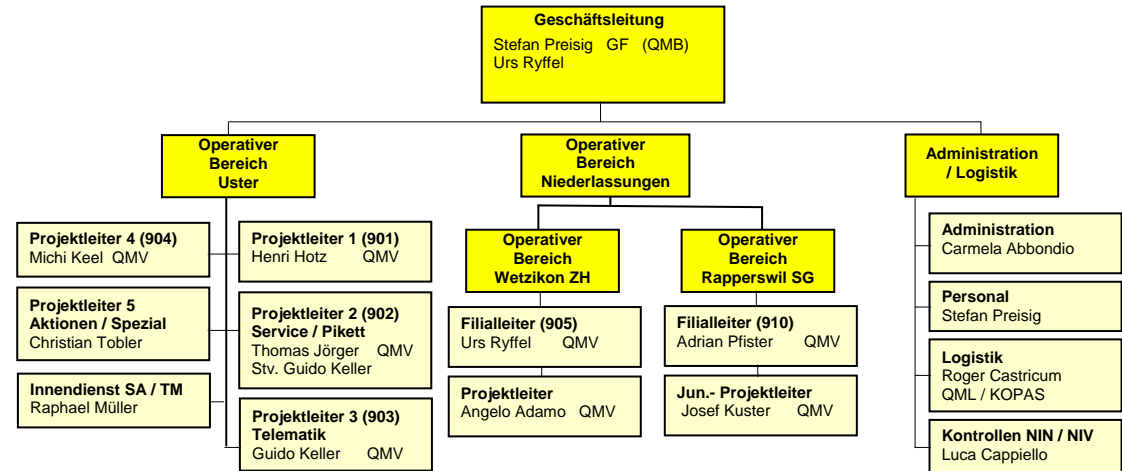 Geschäftsleitung
Stefan Preisig GF (QMB)
Urs Ryffel
Operativer
Bereich
Uster
Operativer
Bereich
Niederlassungen
Administration
/ Logistik
Projektleiter 4 (904)
Michi Keel QMV
Projektleiter 5
Aktionen / Spezial
Christian Tobler
Innendienst SA / TM
Raphael Müller
Projektleiter 1 (901)
Henri Hotz QMV
Projektleiter 2 (902)
Service / Pikett
Thomas Jörger QMV
Stv. Guido Keller
Projektleiter 3 (903)
Telematik
Guido Keller QMV
Operativer
Bereich
Wetzikon ZH
Filialleiter (905)
Urs Ryffel QMV
Projektleiter
Angelo Adamo QMV
Operativer
Bereich
Rapperswil SG
Filialleiter (910)
Adrian Pfister QMV
Jun.- Projektleiter
Josef Kuster QMV
Administration
Carmela Abbondio
Personal
Stefan Preisig
Logistik
Roger Castricum
QML / KOPAS
Kontrollen NIN / NIV
Luca Cappiello